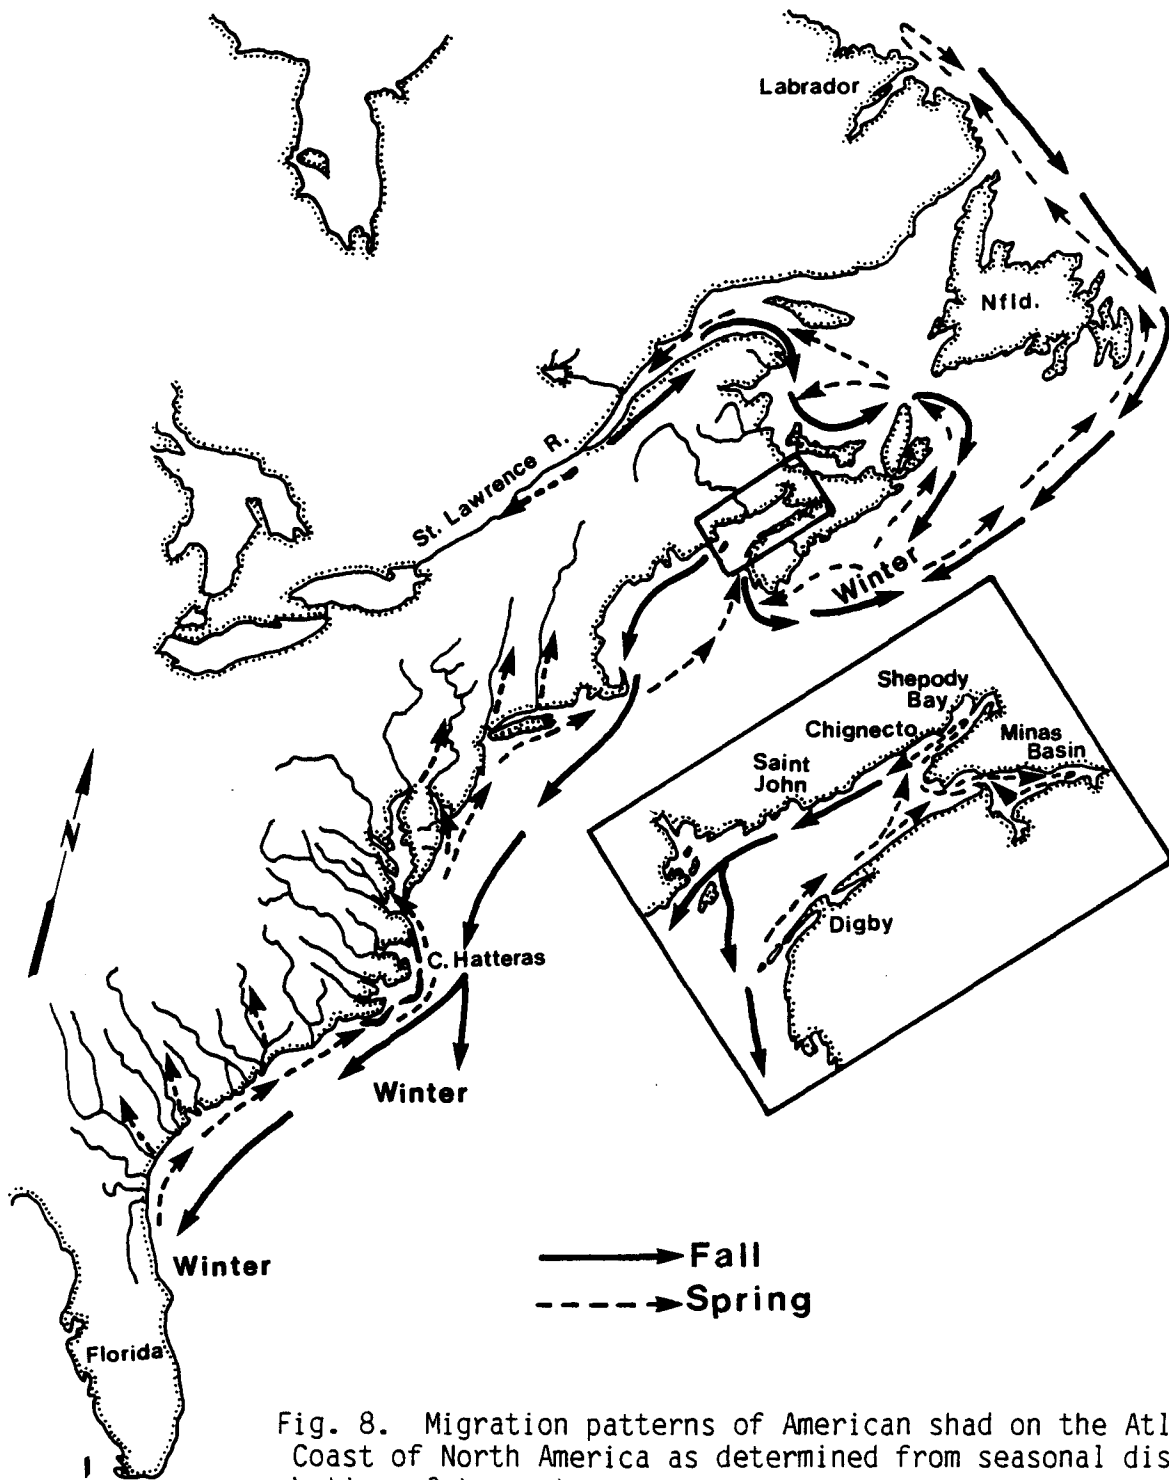 Labrador
Nfld.
St. Lawrence R.
Winter
Shepody
Bay
Chignecto
Minas
Basin
Saint
John
Digby
N
C. Hatteras
Winter
Winter
Fall
Spring
Florida
Fig. 8. Migration patterns of American shad on the Atl
Coast of North America as determined from seasonal dis